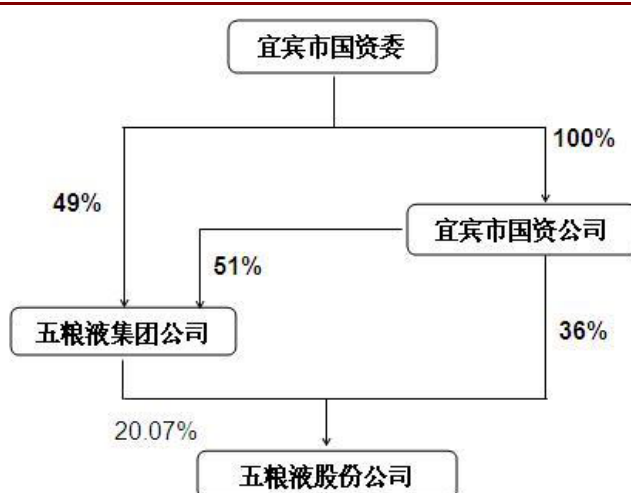 宜宾市国资委
100%
49%
宜宾市国资公司
51%
五粮液集团公司
36%
20.07%
五粮液股份公司